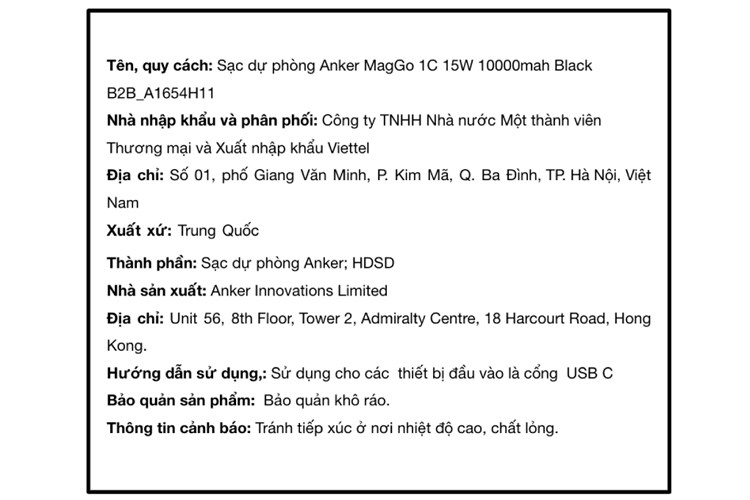 Tên, quy cách: Sạc dự phòng Anker MagGo 1C 15W 10000mah Black
B2B_A1654H11
Nhà nhập khẩu và phân phối: Công ty TNHH Nhà nước Một thành viên
Thương mại và Xuất nhập khẩu Viettel
Địa chỉ: Số 01, phố Giang Văn Minh, P. Kim Mã, Q. Ba Đình, TP. Hà Nội, Việt
Nam
Xuất xứ: Trung Quốc
Thành phần: Sạc dự phòng Anker; HDSD
Nhà sản xuất: Anker Innovations Limited
Địa chỉ: Unit 56, 8th Floor, Tower 2, Admiralty Centre, 18 Harcourt Road, Hong
Kong.
Hướng dẫn sử dụng,: Sử dụng cho các thiết bị đầu vào là cổng USB C
Bảo quản sản phẩm: Bảo quản khô ráo.
Thông tin cảnh báo: Tránh tiếp xúc ở nơi nhiệt độ cao, chất lỏng.